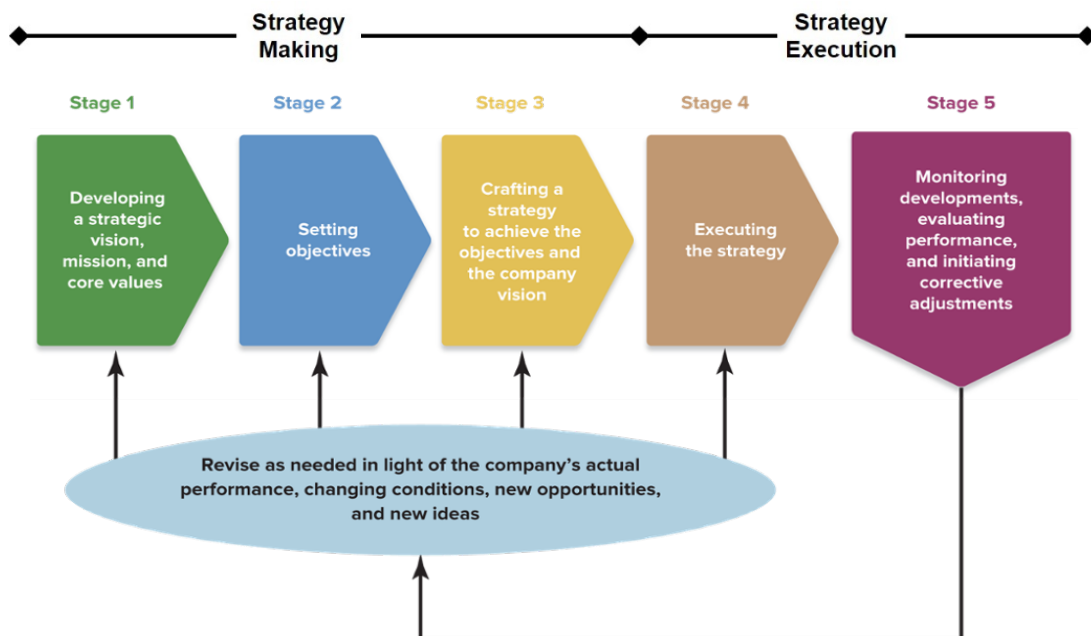 Strategy
Making
Strategy
Execution
Stage 1
Stage 2
Stage 3
Stage 4
Stage 5
Developing
a strategic
vision,
mission, and
core values
Setting
objectives
Crafting a
strategy
to achieve the
objectives and
the company
vision
Executing
the strategy
Monitoring
developments,
evaluating
performance,
and initiating
corrective
adjustments
Revise as needed in light of the company’s actual
performance, changing conditions, new opportunities,
and new ideas